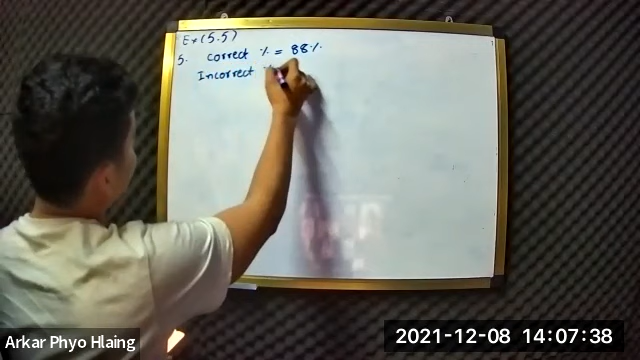 Ex (5.5)
5. Correct % = 88%
Incorrect %
Arkar Phyo Hlaing
2021-12-08 14:07:38